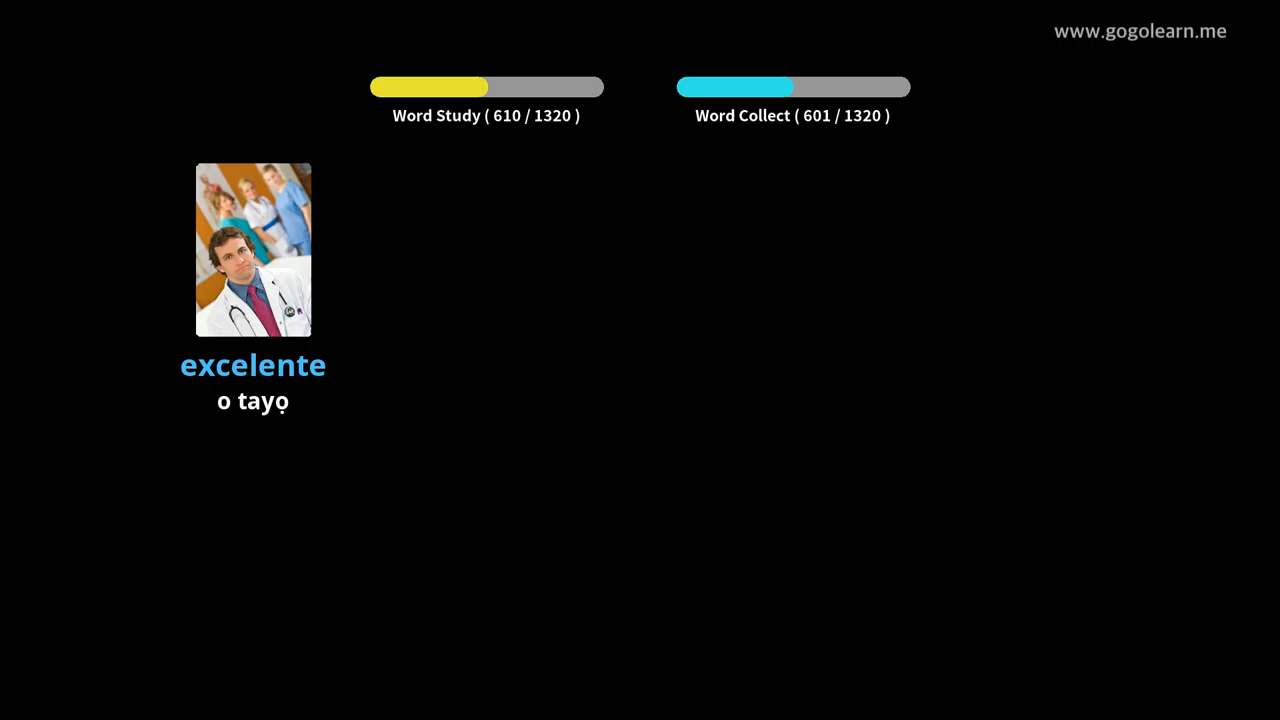 www.gogolearn.me
Word Study ( 610 / 1320 )
Word Collect ( 601 / 1320 )
excelente
o tayọ